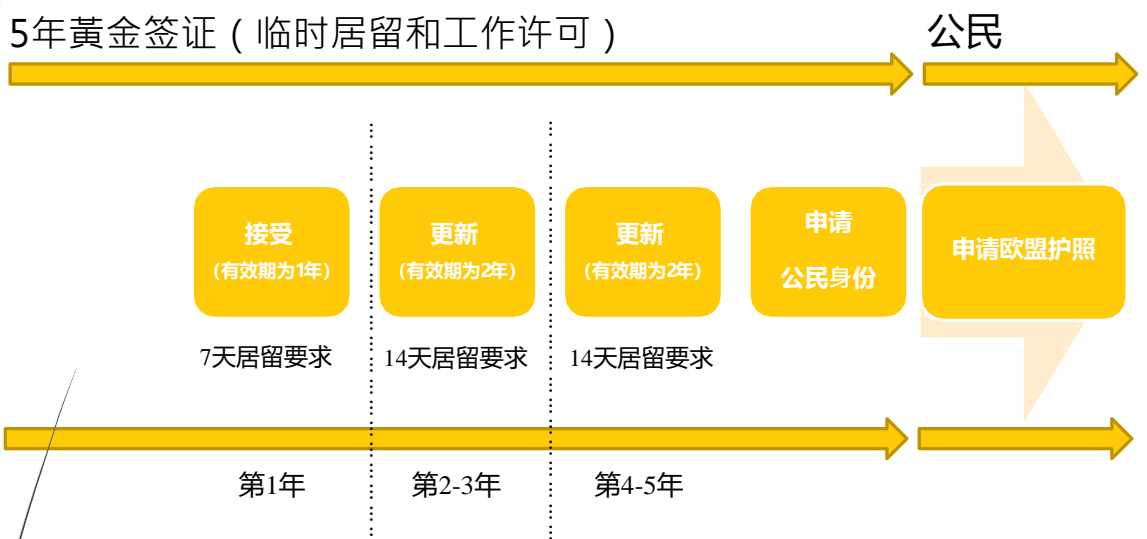 5年黃金签证（临时居留和工作许可）
公民
接受
(有效期为1年)
更新
(有效期为2年)
更新
(有效期为2年)
申请
公民身份
申请欧盟护照
7天居留要求
14天居留要求
14天居留要求
第1年
第2-3年
第4-5年